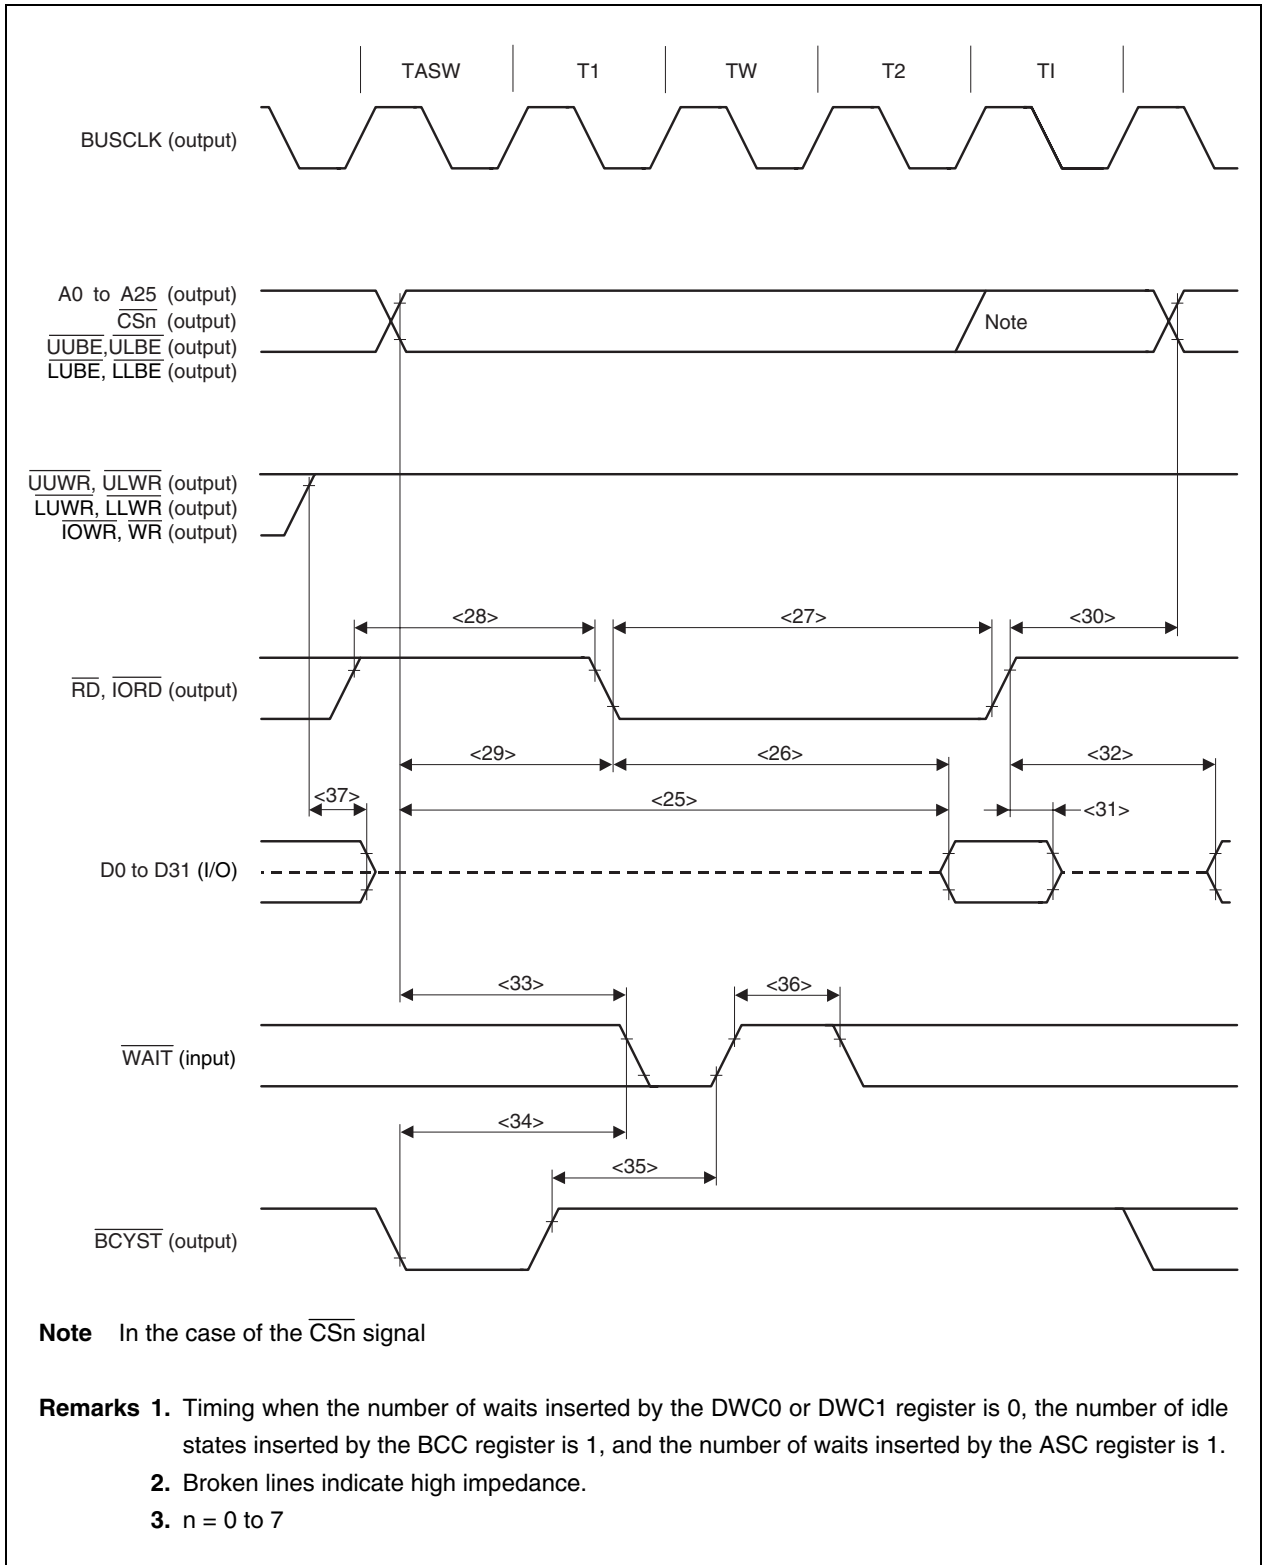 TASW T1 TW T2 TI
BUSCLK (output)
A0 to A25 (output)
CSn (output)
Note
UUBE,ULBE (output)
LUBE, LLBE (output)
UUWR, ULWR (output)
LUWR, LLWR (output)
IOWR, WR (output)
<28> <27> <30>
RD, IORD (output)
<29> <26> <32>
<37> <25> <31>
D0 to D31 (I/O)
<33> <36>
WAIT (input)
<34>
<35>
BCYST (output)
Note In the case of the CSn signal
Remarks 1. Timing when the number of waits inserted by the DWC0 or DWC1 register is 0, the number of idle
states inserted by the BCC register is 1, and the number of waits inserted by the ASC register is 1.
2. Broken lines indicate high impedance.
3. n = 0 to 7